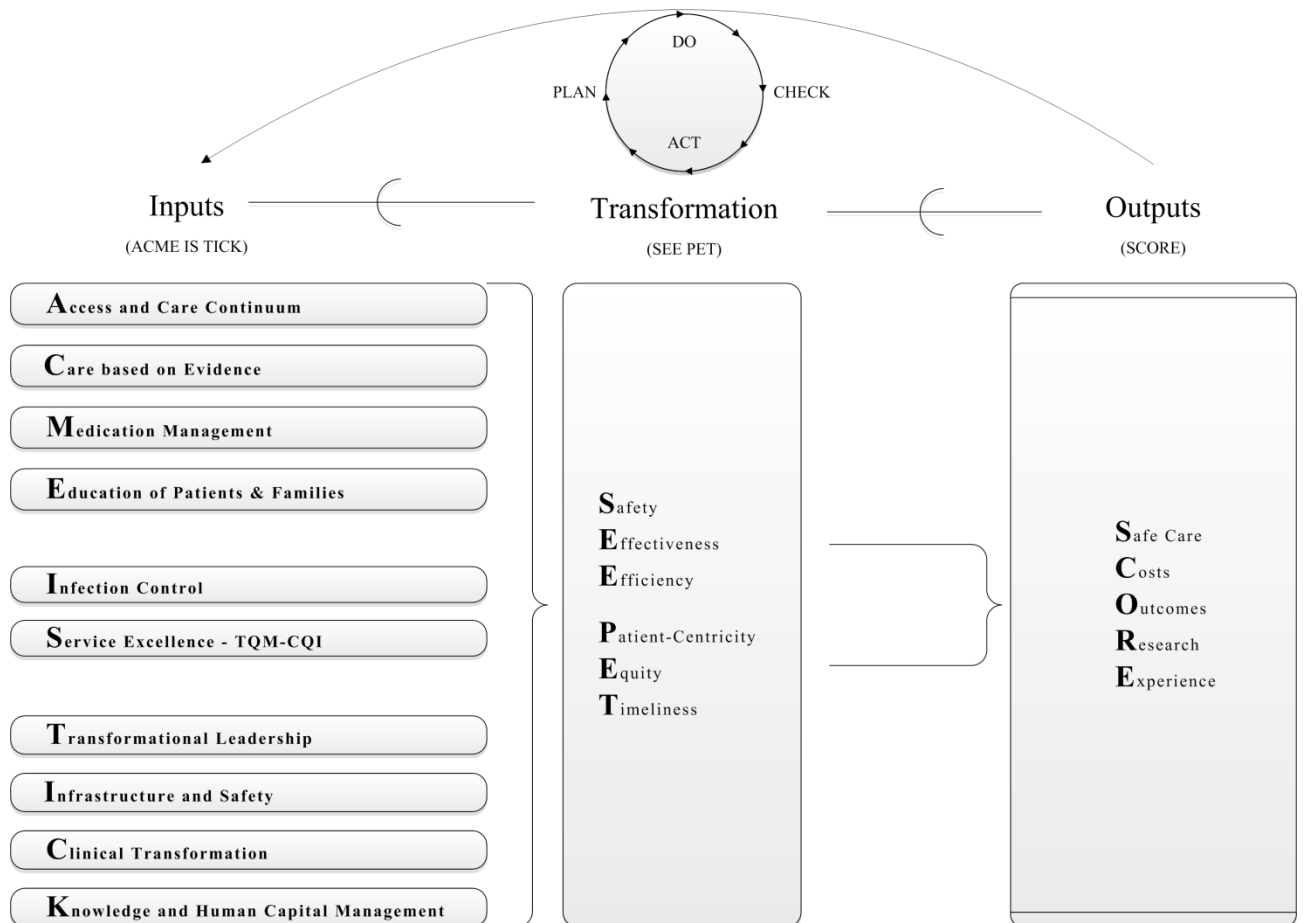 DO
PLAN
CHECK
ACT
Inputs
Transformation
Outputs
(ACME IS TICK)
(SEE PET)
(SCORE)
Access and Care Continuum
Care based on Evidence
Medication Management
Education of Patients & Families
Infection Control
Service Excellence - TQM-CQI
Transformational Leadership
Infrastructure and Safety
Clinical Transformation
Knowledge and Human Capital Management
Safety
Effectiveness
Efficiency
Patient-Centricity
Equity
Timeliness
Safe Care
Costs
Outcomes
Research
Experience